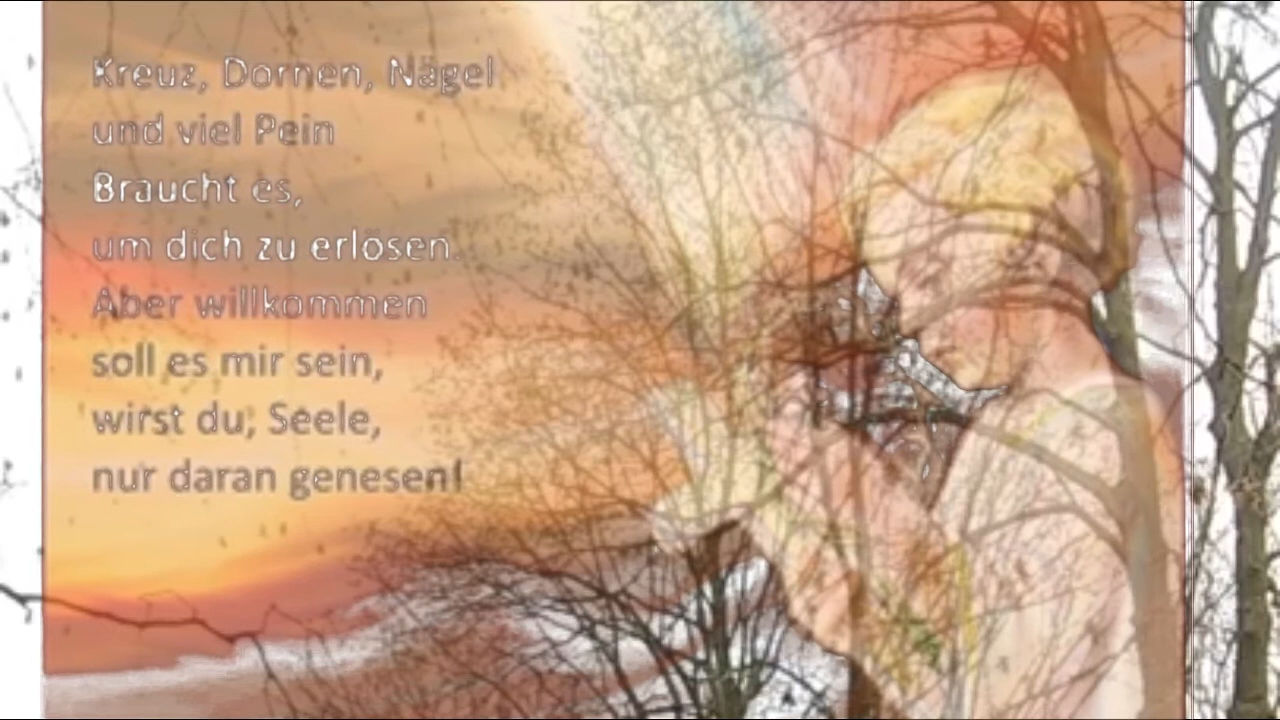 Kreuz, Dornen, Nägel
und viel Pein
Braucht es,
um dich zu erlösen.
Aber willkommen
soll es mir sein,
wirst du, Seele,
nur daran genesen!